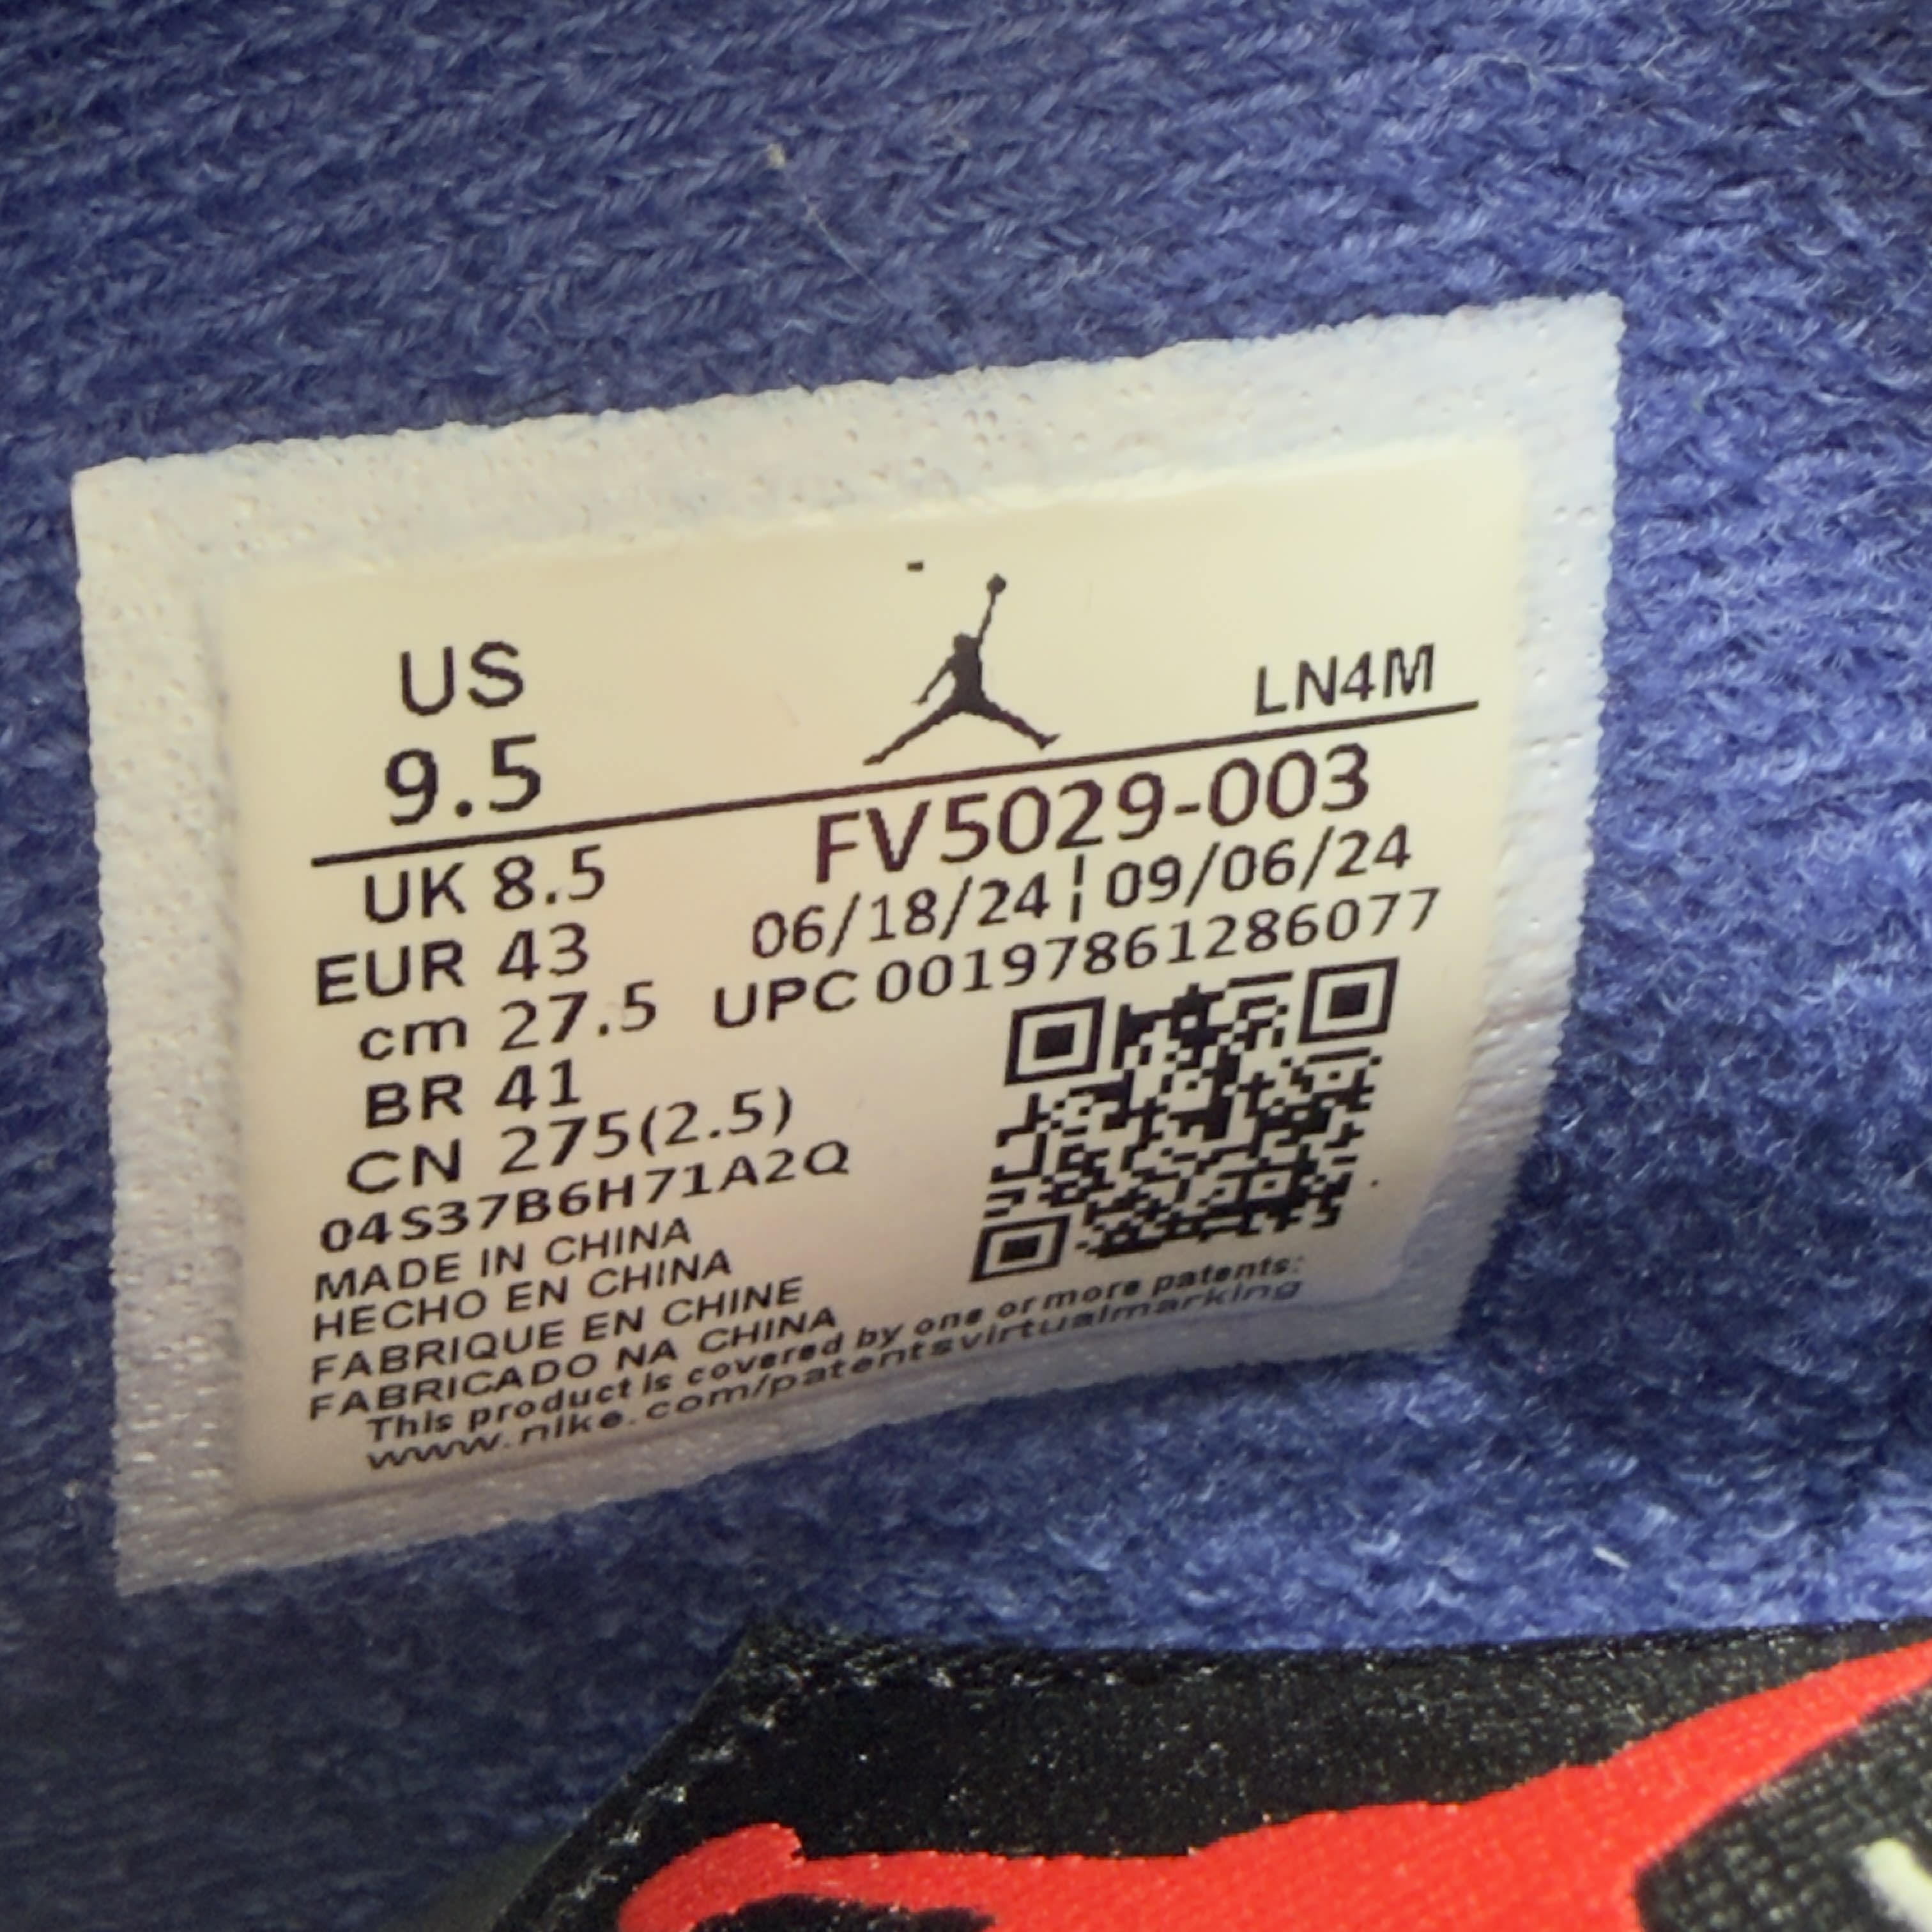 US
9.5
LN4M
UK 8.5
EUR 43
cm 27.5
BR 41
CN 275(2.5)
FV5029-003
06/18/24 ¦ 09/06/24
UPC 00197861286077
04S37B6H71A2Q
MADE IN CHINA
HECHO EN CHINA
FABRIQUE EN CHINE
FABRICADO NA CHINA
This product is covered by one or more patents:
www.nike.com/patentsvirtualmarking